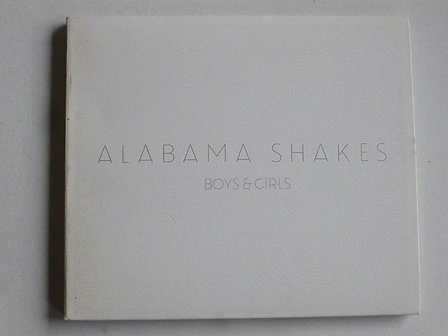 ALABAMA SHAKES
BOYS & GIRLS